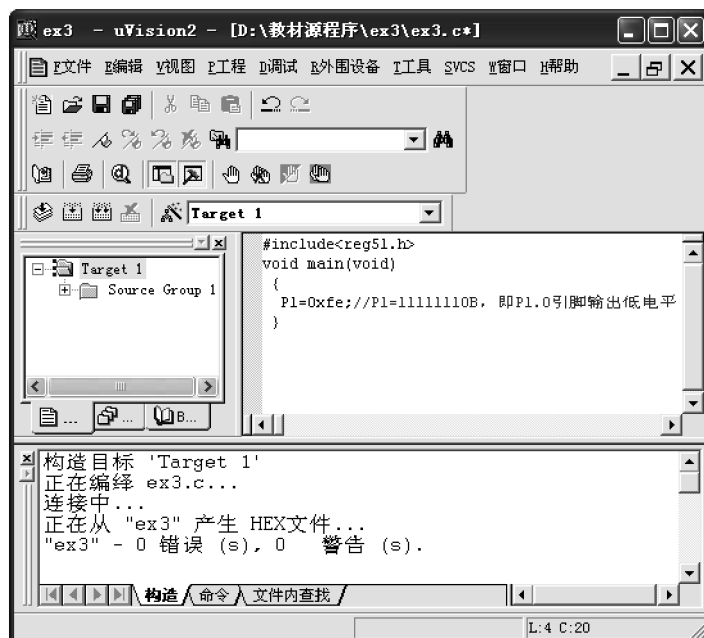 ex3 - uVision2 - [D:\教材源程序\ex3\ex3.c*]
F文件 E编辑 V视图 P工程 D调试 R外围设备 T工具 SVCS W窗口 H帮助
Target 1
#include<reg51.h>
void main(void)
{
P1=0xfe;//P1=11111110B，即P1.0引脚输出低电平
}
Target 1
Source Group 1
... ... B...
构造目标 'Target 1'
正在编绎 ex3.c...
连接中...
正在从 "ex3" 产生 HEX文件...
"ex3" - 0 错误 (s), 0 警告 (s).
构造 命令 文件内查找
L:4 C:20